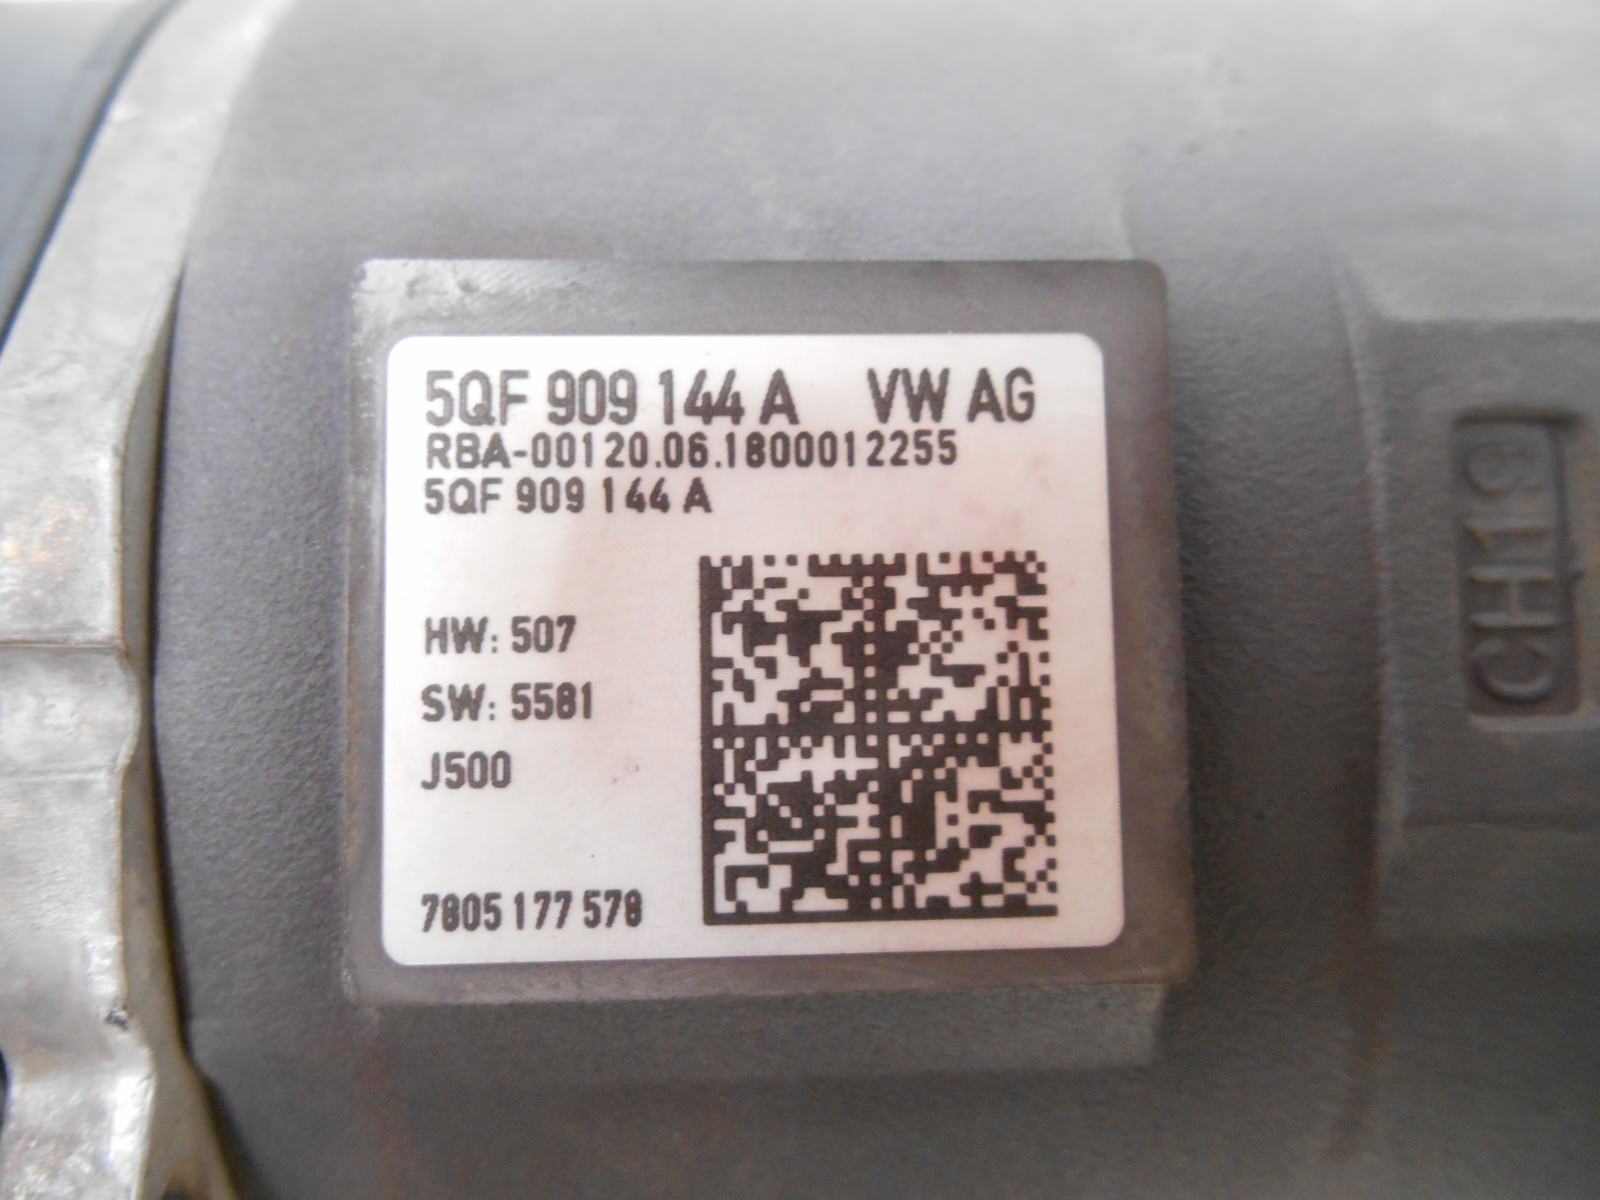 5QF 909 144 A VW AG
RBA-00120.06.1800012255
5QF 909 144 A
HW: 507
SW: 5581
J500
7805 177 578
CH19